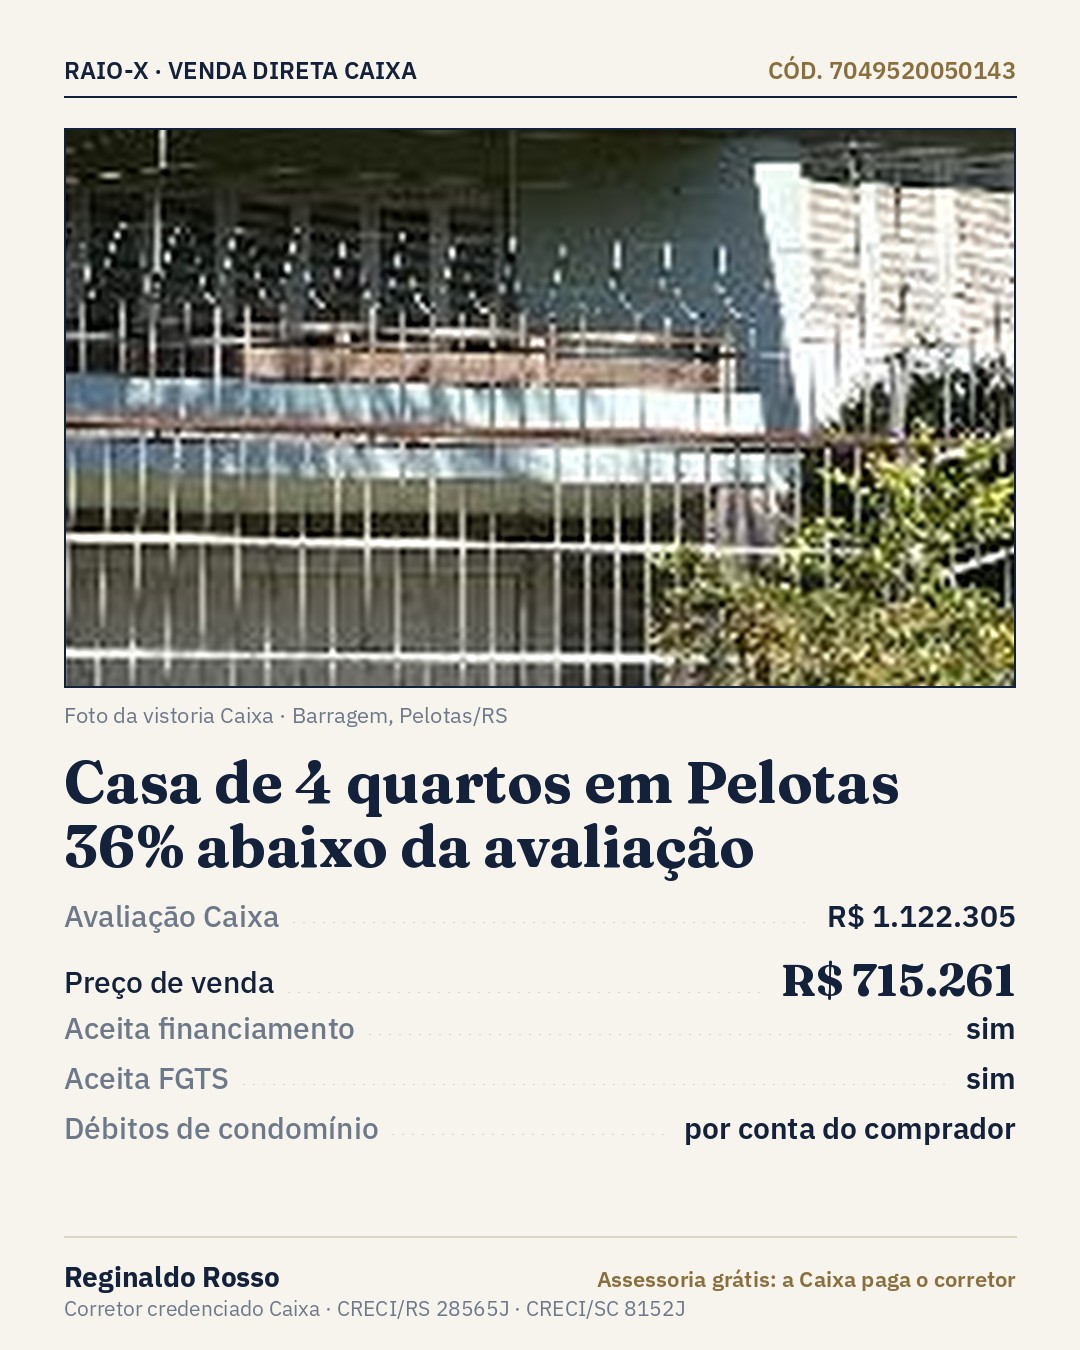 RAIO-X · VENDA DIRETA CAIXA
CÓD. 7049520050143
Foto da vistoria Caixa · Barragem, Pelotas/RS
Casa de 4 quartos em Pelotas
36% abaixo da avaliação
Avaliação Caixa R$ 1.122.305
Preço de venda R$ 715.261
Aceita financiamento sim
Aceita FGTS sim
Débitos de condomínio por conta do comprador
Reginaldo Rosso
Assessoria grátis: a Caixa paga o corretor
Corretor credenciado Caixa · CRECI/RS 28565J · CRECI/SC 8152J